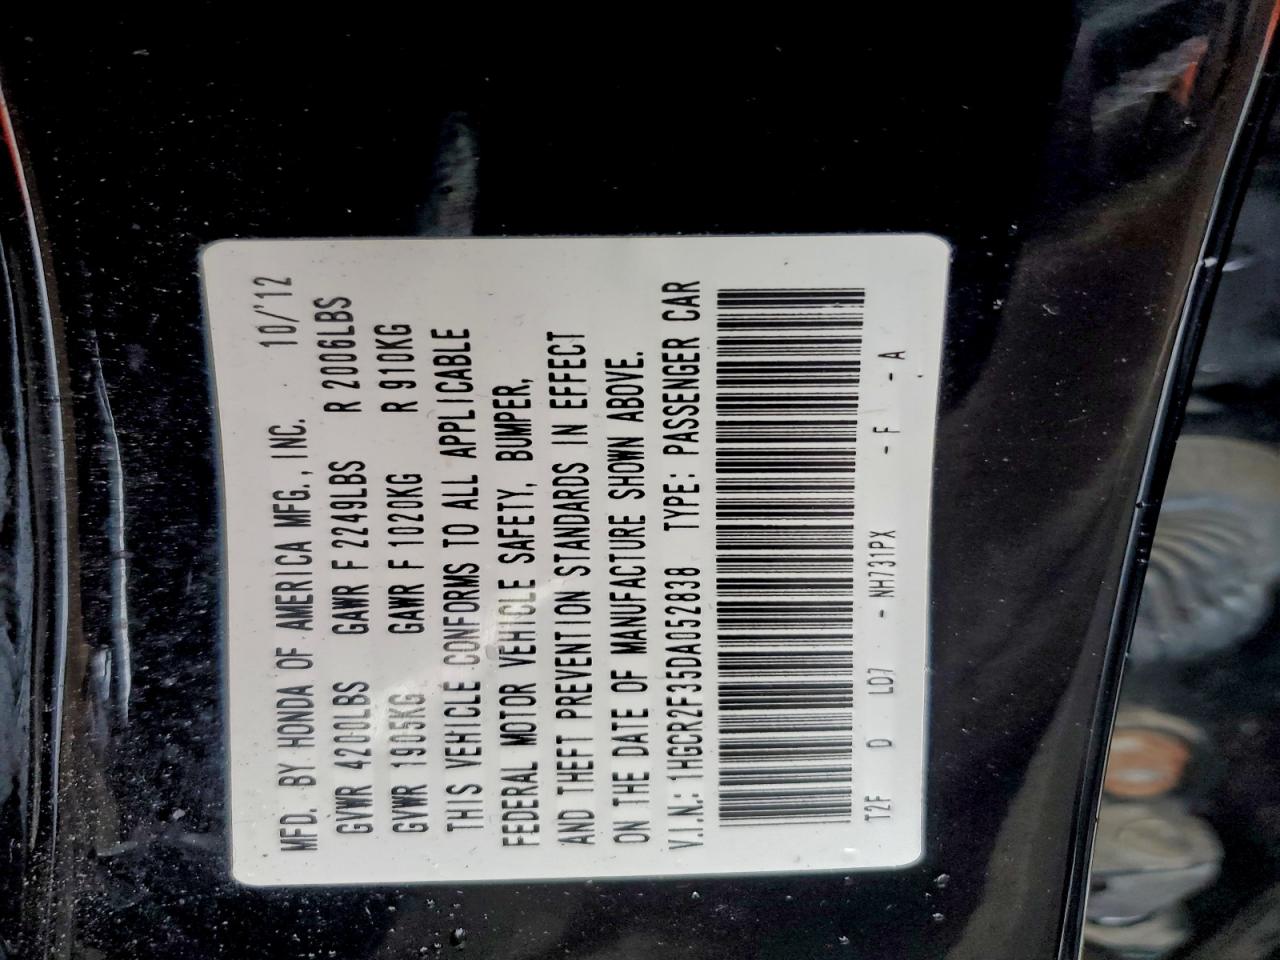 MFD. BY HONDA OF AMERICA MFG., INC. 10/'12
GVWR 4200LBS GAWR F 2249LBS R 2006LBS
GVWR 1905KG GAWR F 1020KG R 910KG
THIS VEHICLE CONFORMS TO ALL APPLICABLE
FEDERAL MOTOR VEHICLE SAFETY, BUMPER,
AND THEFT PREVENTION STANDARDS IN EFFECT
ON THE DATE OF MANUFACTURE SHOWN ABOVE.
V.I.N.: 1HGCR2F35DA052838 TYPE: PASSENGER CAR
T2F D LD7 - NH731PX - F - A